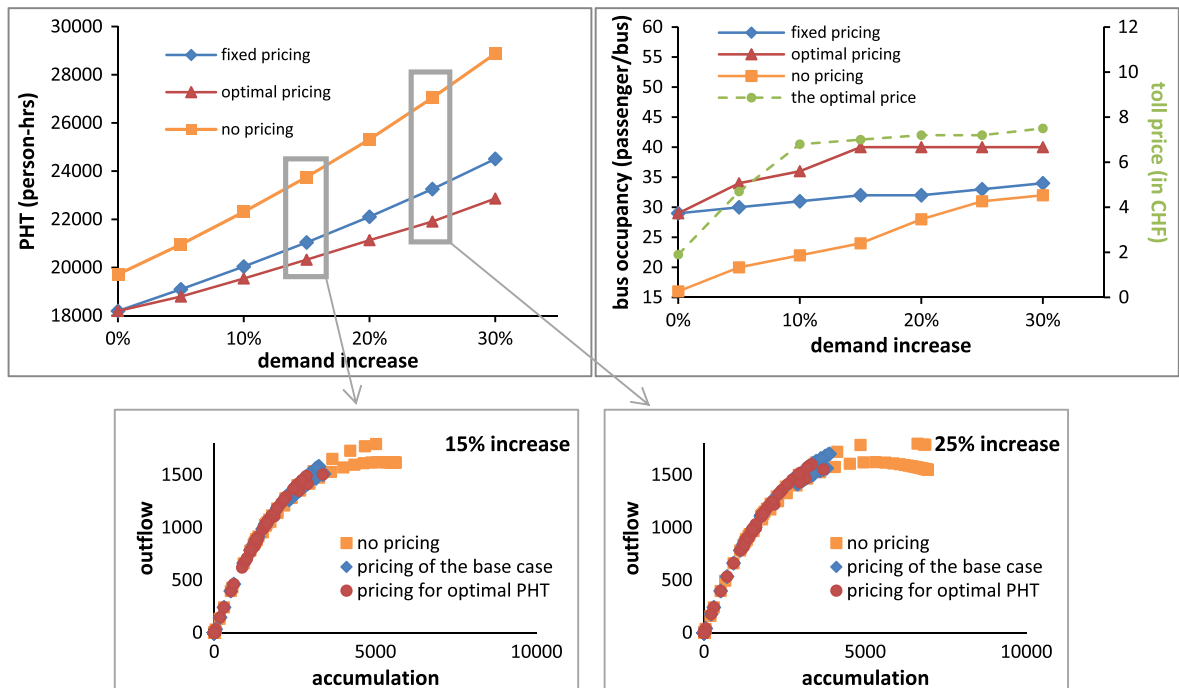 PHT (person-hrs)
30000
28000
26000
24000
22000
20000
18000
fixed pricing
optimal pricing
no pricing
0%
10%
20%
30%
demand increase
bus occupancy (passenger/bus)
60
55
50
45
40
35
30
25
20
15
fixed pricing
optimal pricing
no pricing
the optimal price
12
10
8
6
4
2
0
toll price (in CHF)
0%
10%
20%
30%
demand increase
15% increase
outflow
1500
1000
500
0
no pricing
pricing of the base case
pricing for optimal PHT
0
5000
10000
accumulation
25% increase
outflow
1500
1000
500
0
no pricing
pricing of the base case
pricing for optimal PHT
0
5000
10000
accumulation